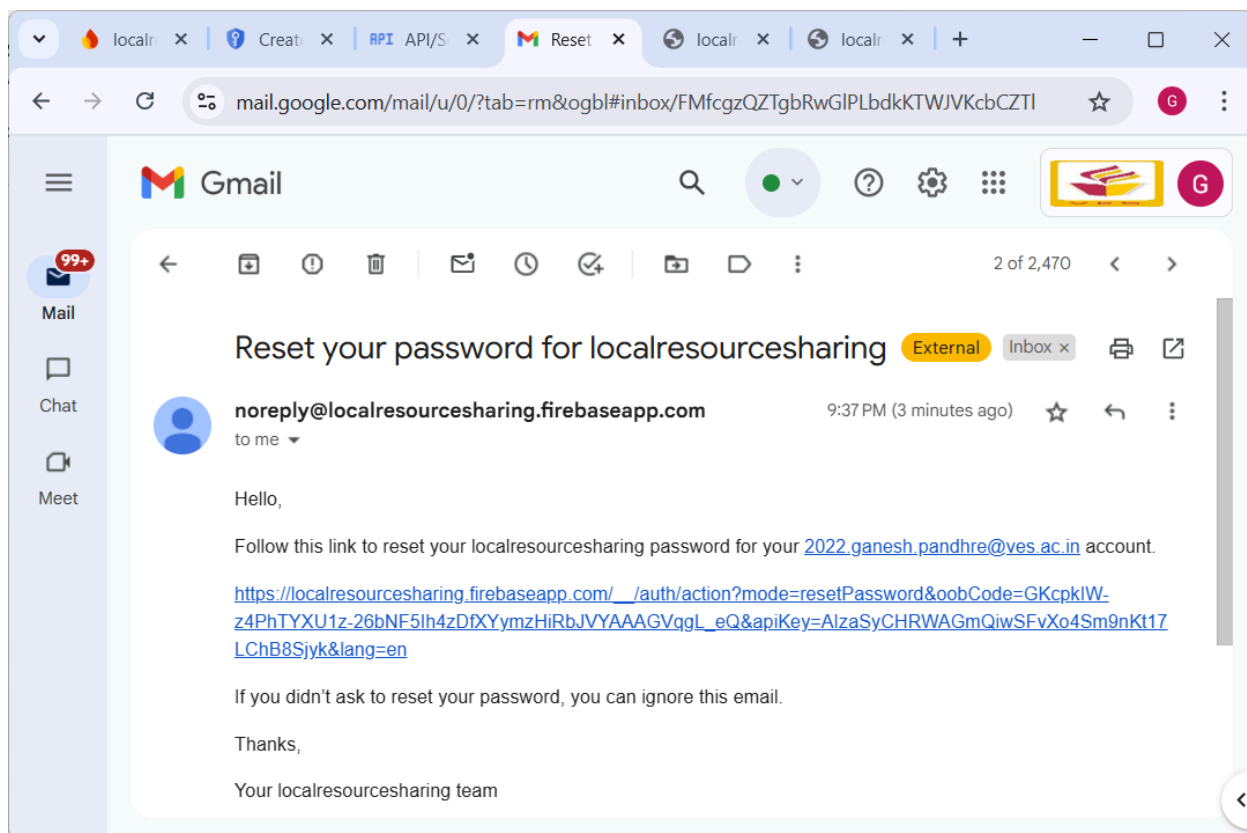 localr
Creat
API API/S
Reset
localr
localr
mail.google.com/mail/u/0/?tab=rm&ogbl#inbox/FMfcgzQZTgbRwGlPLbdkKTWJVKcbCZTl
G
Gmail
G
99+
Mail
Chat
Meet
2 of 2,470
Reset your password for localresourcesharing External Inbox ×
noreply@localresourcesharing.firebaseapp.com 9:37 PM (3 minutes ago)
to me
Hello,
Follow this link to reset your localresourcesharing password for your 2022.ganesh.pandhre@ves.ac.in account.
https://localresourcesharing.firebaseapp.com/__/auth/action?mode=resetPassword&oobCode=GKcpkIW-
z4PhTYXU1z-26bNF5Ih4zDfXYymzHiRbJVYAAAGVqgL_eQ&apiKey=AIzaSyCHRWAGmQiwSFvXo4Sm9nKt17
LChB8Sjyk&lang=en
If you didn’t ask to reset your password, you can ignore this email.
Thanks,
Your localresourcesharing team